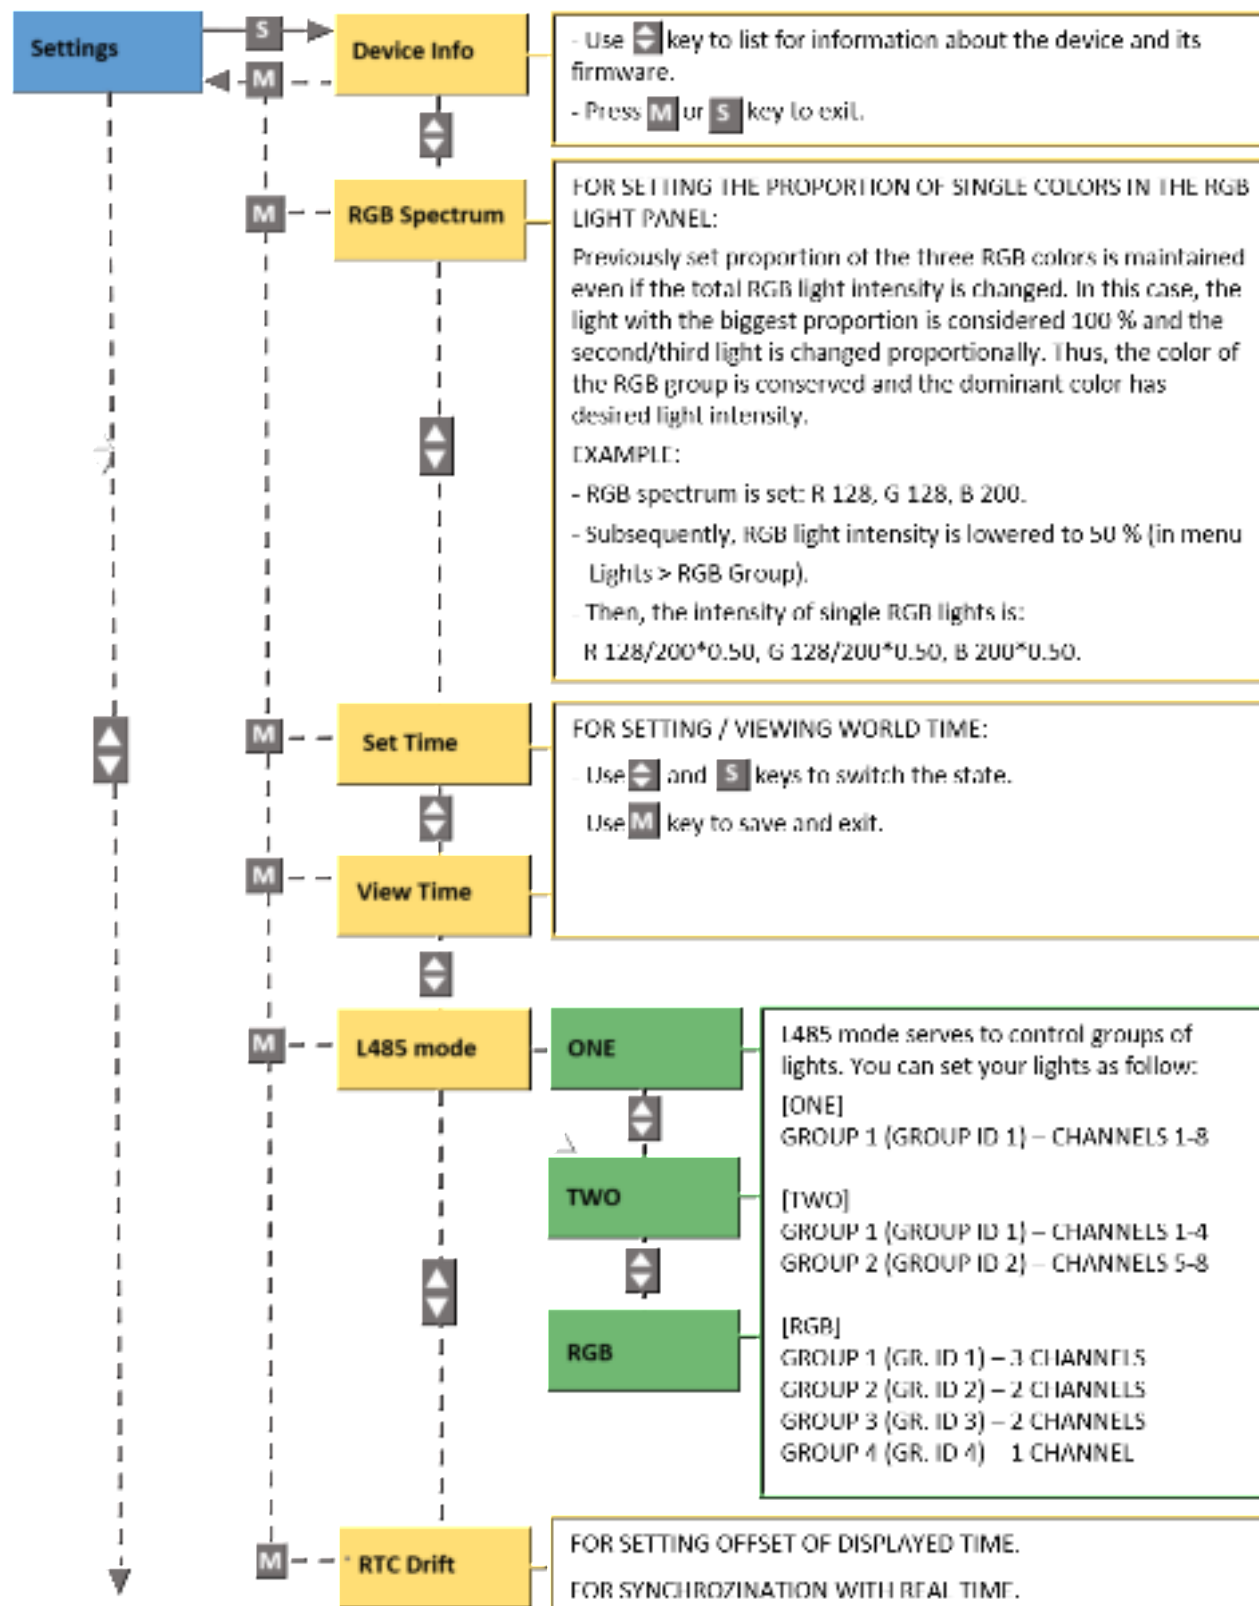 Settings
S
M
Device Info
- Use key to list for information about the device and its
firmware.
- Press M or S key to exit.
M
RGB Spectrum
FOR SETTING THE PROPORTION OF SINGLE COLORS IN THE RGB
LIGHT PANEL:
Previously set proportion of the three RGB colors is maintained
even if the total RGB light intensity is changed. In this case, the
light with the biggest proportion is considered 100 % and the
second/third light is changed proportionally. Thus, the color of
the RGB group is conserved and the dominant color has
desired light intensity.
EXAMPLE:
- RGB spectrum is set: R 128, G 128, B 200.
- Subsequently, RGB light intensity is lowered to 50 % (in menu
Lights > RGB Group).
- Then, the intensity of single RGB lights is:
R 128/200*0.50, G 128/200*0.50, B 200*0.50.
M
Set Time
FOR SETTING / VIEWING WORLD TIME:
- Use and S keys to switch the state.
Use M key to save and exit.
M
View Time
M
L485 mode
ONE
TWO
RGB
L485 mode serves to control groups of
lights. You can set your lights as follow:
[ONE]
GROUP 1 (GROUP ID 1) – CHANNELS 1-8
[TWO]
GROUP 1 (GROUP ID 1) – CHANNELS 1-4
GROUP 2 (GROUP ID 2) – CHANNELS 5-8
[RGB]
GROUP 1 (GR. ID 1) – 3 CHANNELS
GROUP 2 (GR. ID 2) – 2 CHANNELS
GROUP 3 (GR. ID 3) – 2 CHANNELS
GROUP 4 (GR. ID 4) 1 CHANNEL
M
RTC Drift
FOR SETTING OFFSET OF DISPLAYED TIME.
FOR SYNCHROZINATION WITH REAL TIME.